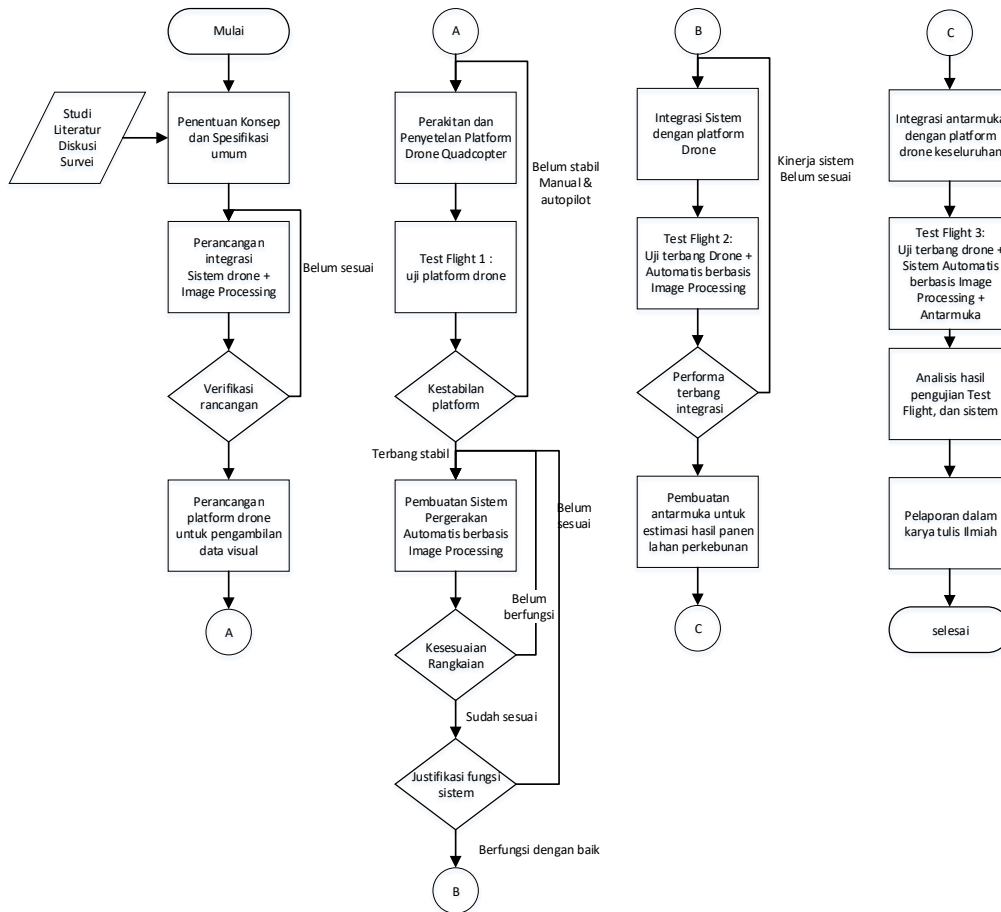 Mulai
Studi
Literatur
Diskusi
Survei
Penentuan Konsep
dan Spesifikasi
umum
Perancangan
integrasi
Sistem drone +
Image Processing
Belum sesuai
Verifikasi
rancangan
Perancangan
platform drone
untuk pengambilan
data visual
A
A
Perakitan dan
Penyetelan Platform
Drone Quadcopter
Belum stabil
Manual &
autopilot
Test Flight 1 :
uji platform drone
Kestabilan
platform
Terbang stabil
Pembuatan Sistem
Pergerakan
Automatis berbasis
Image Processing
Belum
sesuai
Belum
berfungsi
Kesesuaian
Rangkaian
Sudah sesuai
Justifikasi fungsi
sistem
Berfungsi dengan baik
B
B
Integrasi Sistem
dengan platform
Drone
Kinerja sistem
Belum sesuai
Test Flight 2:
Uji terbang Drone +
Automatis berbasis
Image Processing
Performa
terbang
integrasi
Pembuatan
antarmuka untuk
estimasi hasil panen
lahan perkebunan
C
C
Integrasi antarmuka
dengan platform
drone keseluruhan
Test Flight 3:
Uji terbang drone +
Sistem Automatis
berbasis Image
Processing +
Antarmuka
Analisis hasil
pengujian Test
Flight, dan sistem
Pelaporan dalam
karya tulis Ilmiah
selesai